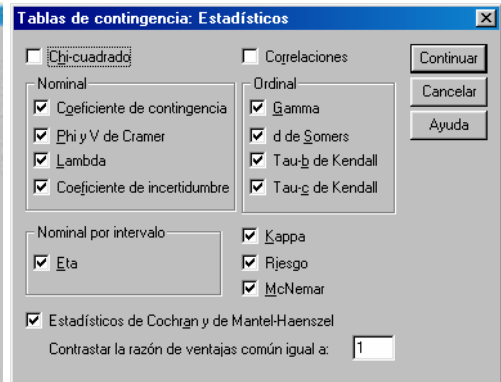 Tablas de contingencia: Estadísticos
Chi-cuadrado
Correlaciones
Continuar
Nominal
Coeficiente de contingencia
Phi y V de Cramer
Lambda
Coeficiente de incertidumbre
Ordinal
Gamma
d de Somers
Tau-b de Kendall
Tau-c de Kendall
Cancelar
Ayuda
Nominal por intervalo
Eta
Kappa
Riesgo
McNemar
Estadísticos de Cochran y de Mantel-Haenszel
Contrastar la razón de ventajas común igual a: 1